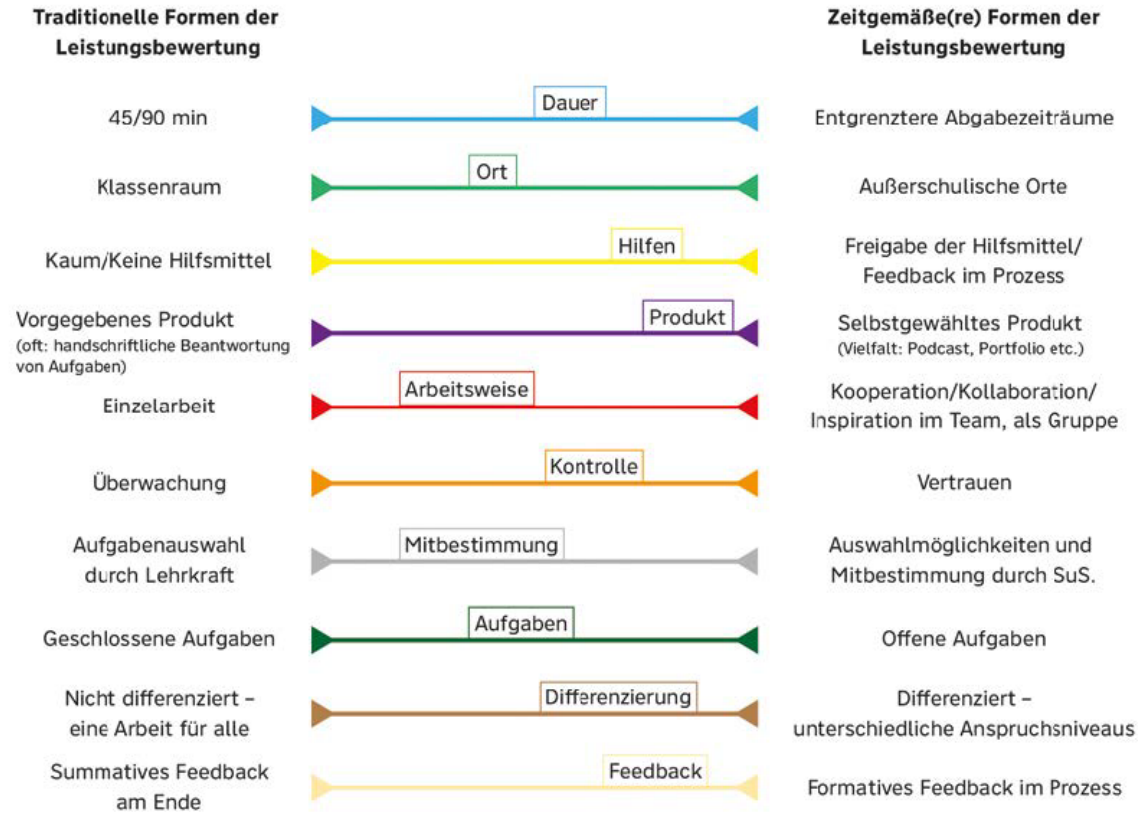 Traditionelle Formen der
Leistungsbewertung
Zeitgemäße(re) Formen der
Leistungsbewertung
45/90 min
Dauer
Entgrenztere Abgabezeiträume
Klassenraum
Ort
Außerschulische Orte
Kaum/Keine Hilfsmittel
Hilfen
Freigabe der Hilfsmittel/
Feedback im Prozess
Vorgegebenes Produkt
(oft: handschriftliche Beantwortung
von Aufgaben)
Produkt
Selbstgewähltes Produkt
(Vielfalt: Podcast, Portfolio etc.)
Einzelarbeit
Arbeitsweise
Kooperation/Kollaboration/
Inspiration im Team, als Gruppe
Überwachung
Kontrolle
Vertrauen
Aufgabenauswahl
durch Lehrkraft
Mitbestimmung
Auswahlmöglichkeiten und
Mitbestimmung durch SuS.
Geschlossene Aufgaben
Aufgaben
Offene Aufgaben
Nicht differenziert –
eine Arbeit für alle
Differenzierung
Differenziert –
unterschiedliche Anspruchsniveaus
Summatives Feedback
am Ende
Feedback
Formatives Feedback im Prozess